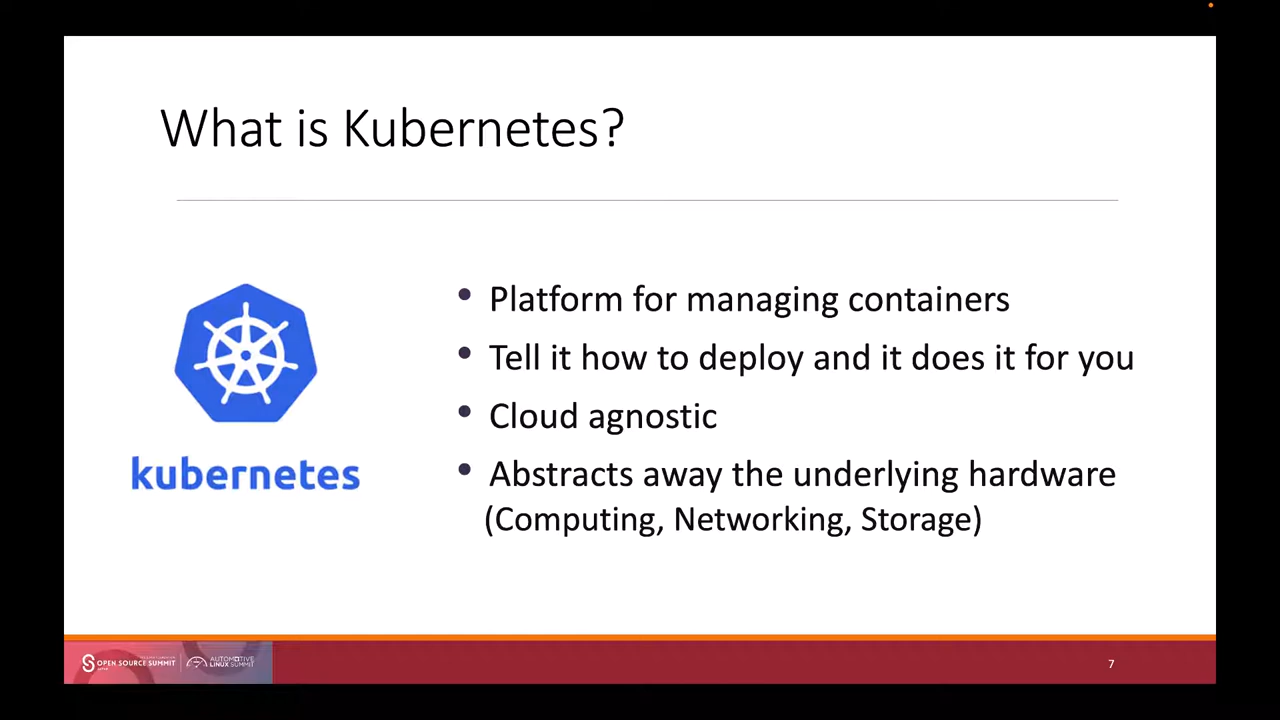 What is Kubernetes?
kubernetes
• Platform for managing containers
• Tell it how to deploy and it does it for you
• Cloud agnostic
• Abstracts away the underlying hardware
(Computing, Networking, Storage)
OPEN SOURCE SUMMIT
JAPAN
AUTOMOTIVE
LINUX SUMMIT
7